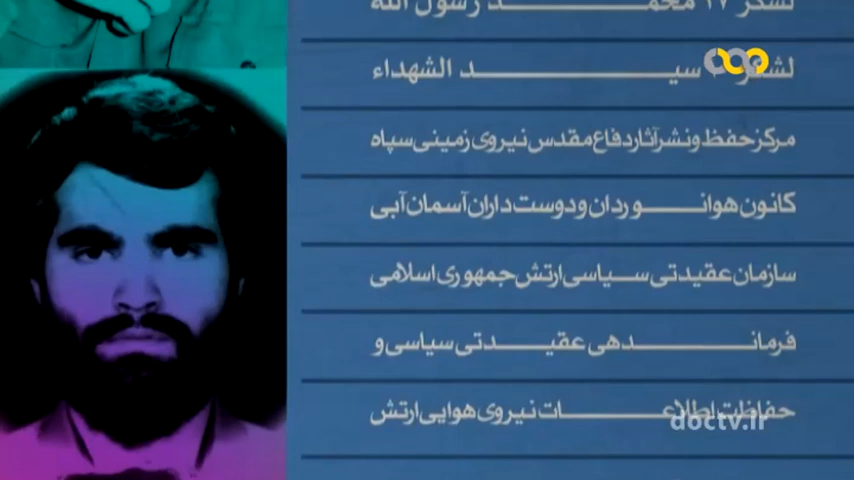 لشکر ۲۷ محمد رسول الله
لشکر سید الشهداء
مرکز حفظ و نشر آثار دفاع مقدس نیروی زمینی سپاه
کانون هوانوردان و دوستداران آسمان آبی
سازمان عقیدتی سیاسی ارتش جمهوری اسلامی
فرماندهی عقیدتی سیاسی و
حفاظت اطلاعات نیروی هوایی ارتش
doctv.ir